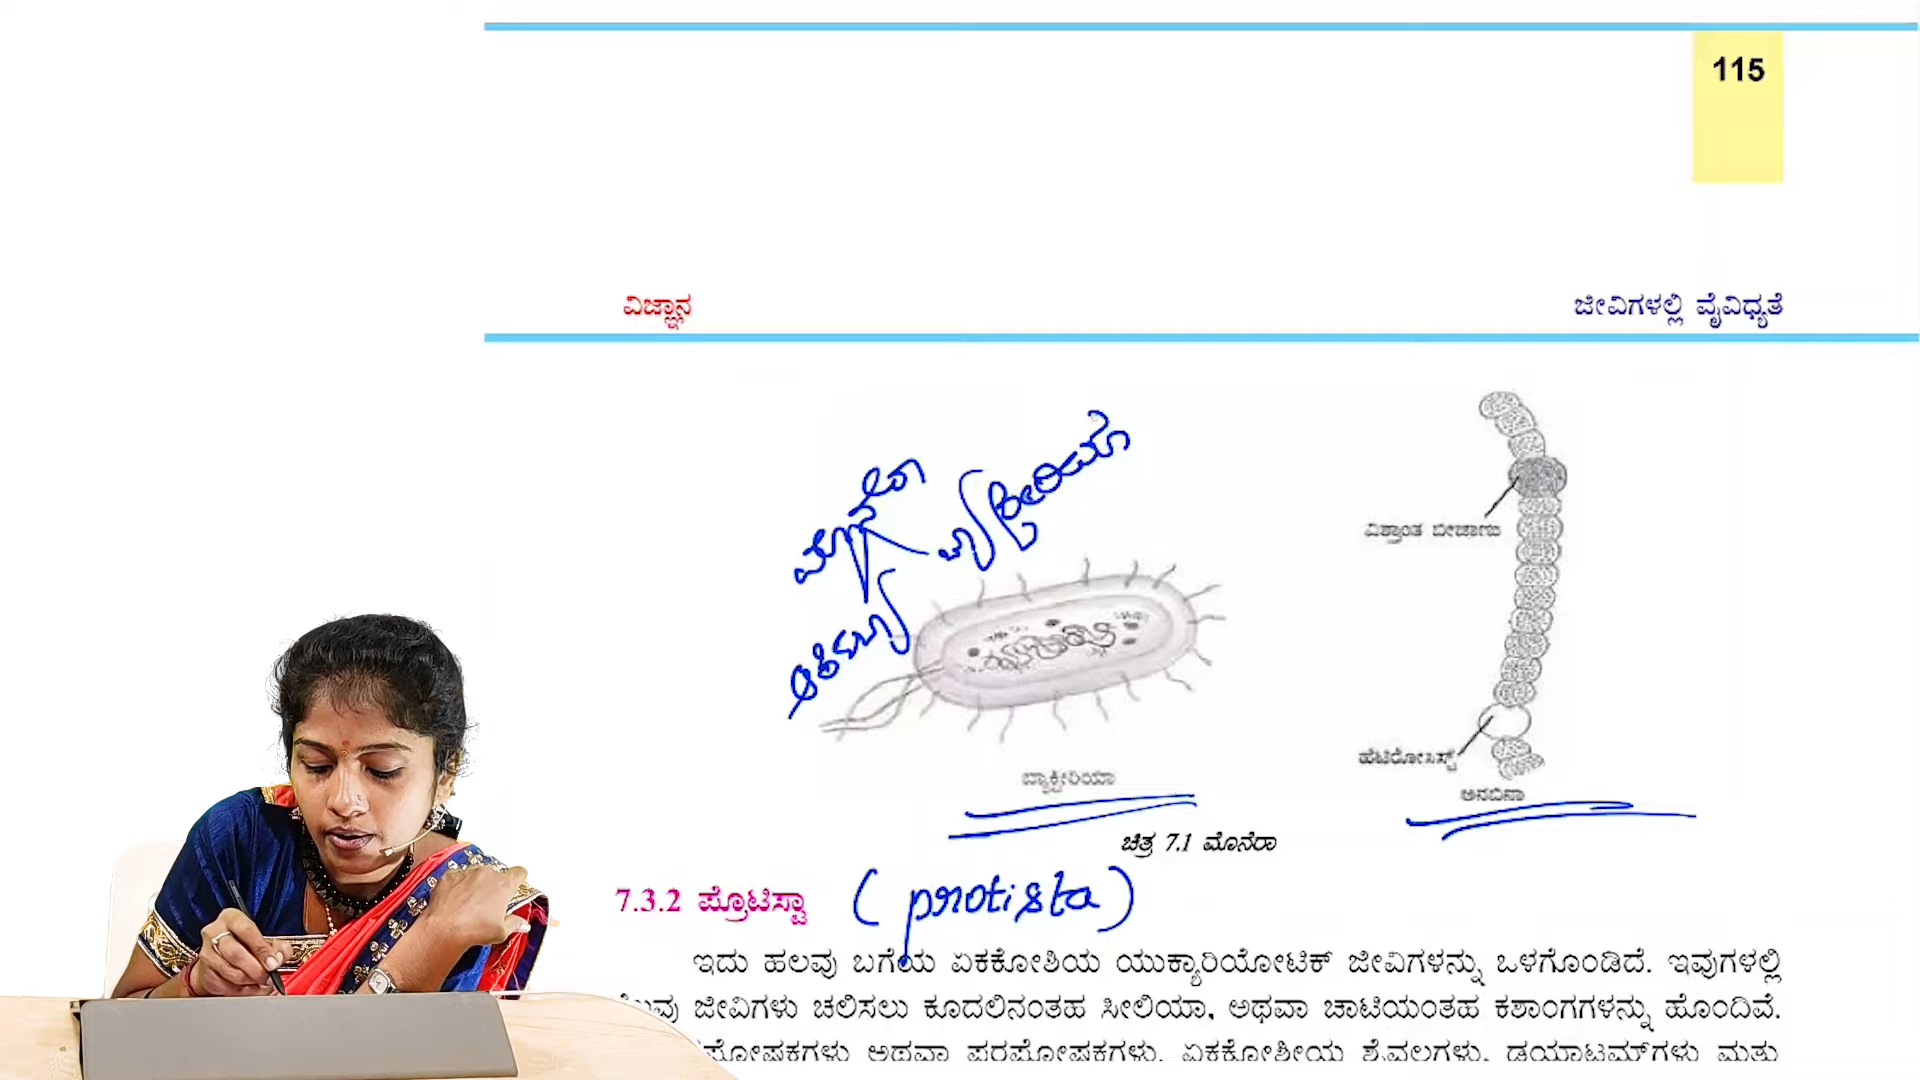 115
ವಿಜ್ಞಾನ
ಜೀವಿಗಳಲ್ಲಿ ವೈವಿಧ್ಯತೆ
ಮೊನೆರಾ
ಬ್ಯಾಕ್ಟೀರಿಯಾ
ವಿಶ್ರಾಂತ ಬೀಜಾಣು
ಹೆಟಿರೋಸಿಸ್ಟ್
ಬ್ಯಾಕ್ಟೀರಿಯಾ
ಅನಬಿನಾ
ಚಿತ್ರ 7.1 ಮೊನೆರಾ
7.3.2 ಪ್ರೊಟಿಸ್ಟಾ (protista)
ಇದು ಹಲವು ಬಗೆಯ ಏಕಕೋಶಿಯ ಯುಕ್ಯಾರಿಯೋಟಿಕ್ ಜೀವಿಗಳನ್ನು ಒಳಗೊಂಡಿದೆ. ಇವುಗಳಲ್ಲಿ
ಜೀವಿಗಳು ಚಲಿಸಲು ಕೂದಲಿನಂತಹ ಸೀಲಿಯಾ, ಅಥವಾ ಚಾಟಿಯಂತಹ ಕಶಾಂಗಗಳನ್ನು ಹೊಂದಿವೆ.
ಅಥವಾ ಪರಪೋಷಕಗಳು. ಏಕಕೋಶೀಯ ಶೈವಲಗಳು, ಡಯಾಟಮ್‌ಗಳು ಮತ್ತು